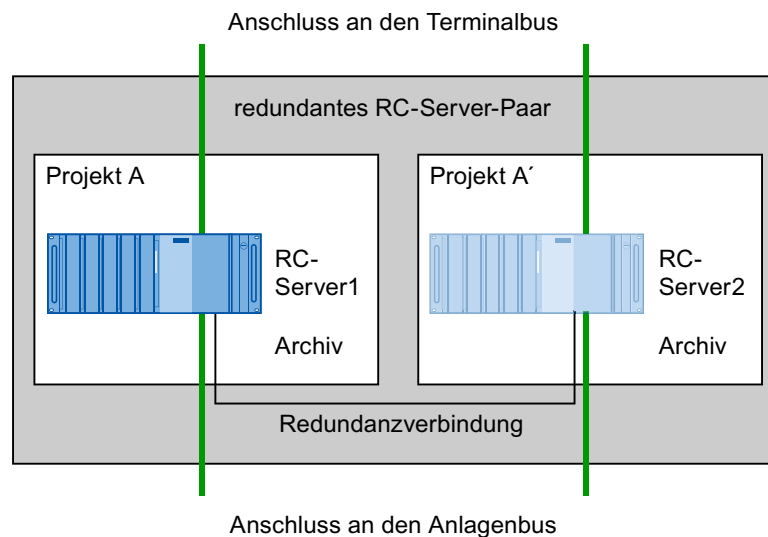 Anschluss an den Terminalbus
redundantes RC-Server-Paar
Projekt A
RC-
Server1
Archiv
Projekt A´
RC-
Server2
Archiv
Redundanzverbindung
Anschluss an den Anlagenbus